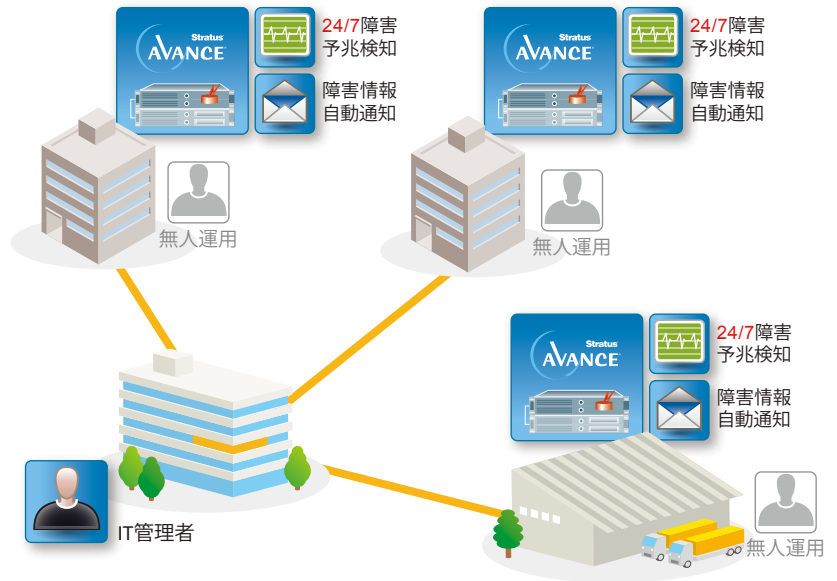 Stratus
AVANCE
24/7障害
予兆検知
障害情報
自動通知
無人運用
Stratus
AVANCE
24/7障害
予兆検知
障害情報
自動通知
無人運用
Stratus
AVANCE
24/7障害
予兆検知
障害情報
自動通知
無人運用
IT管理者